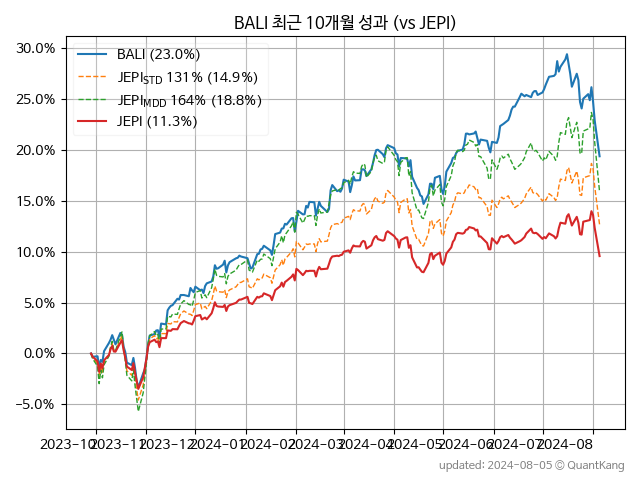 BALI 최근 10개월 성과 (vs JEPI)
BALI (23.0%)
JEPI_STD 131% (14.9%)
JEPI_MDD 164% (18.8%)
JEPI (11.3%)
30.0%
25.0%
20.0%
15.0%
10.0%
5.0%
0.0%
−5.0%
2023-10 2023-11 2023-12 2024-01 2024-02 2024-03 2024-04 2024-05 2024-06 2024-07 2024-08
updated: 2024-08-05 © QuantKang